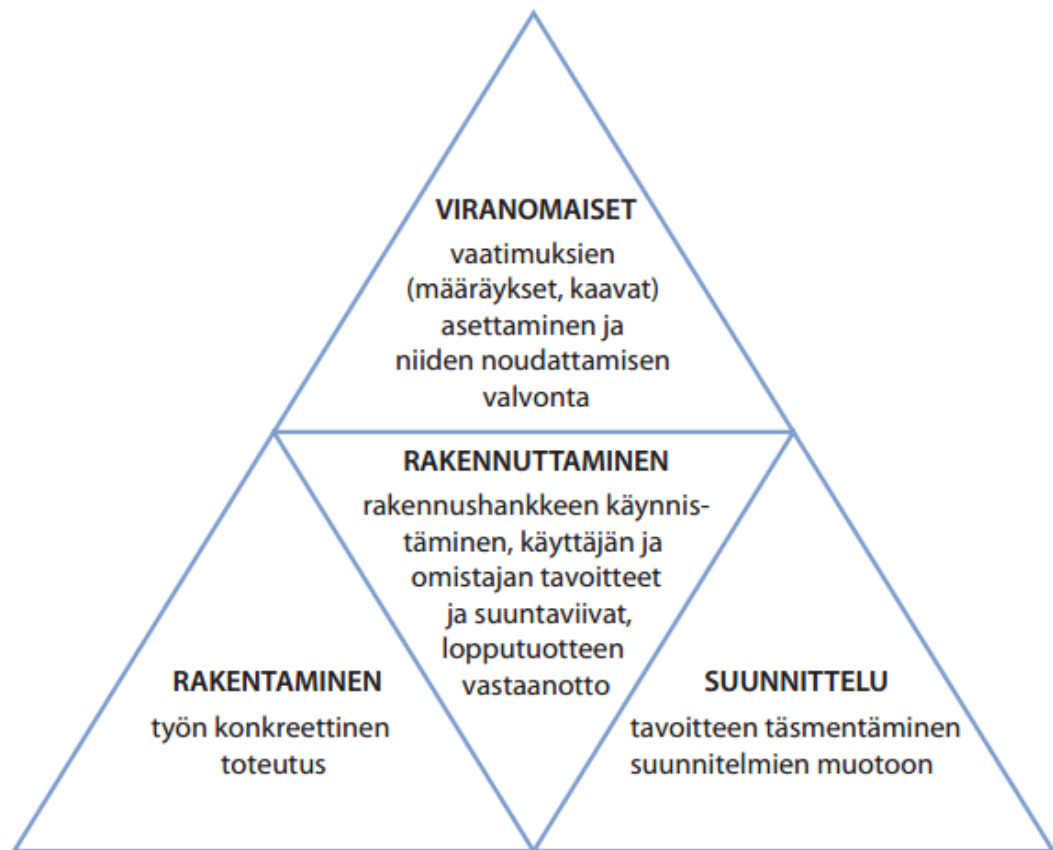 VIRANOMAISET
vaatimuksien
(määräykset, kaavat)
asettaminen ja
niiden noudattamisen
valvonta
RAKENNUTTAMINEN
rakennushankkeen käynnis-
täminen, käyttäjän ja
omistajan tavoitteet
ja suuntaviivat,
lopputuotteen
vastaanotto
RAKENTAMINEN
työn konkreettinen
toteutus
SUUNNITTELU
tavoitteen täsmentäminen
suunnitelmien muotoon